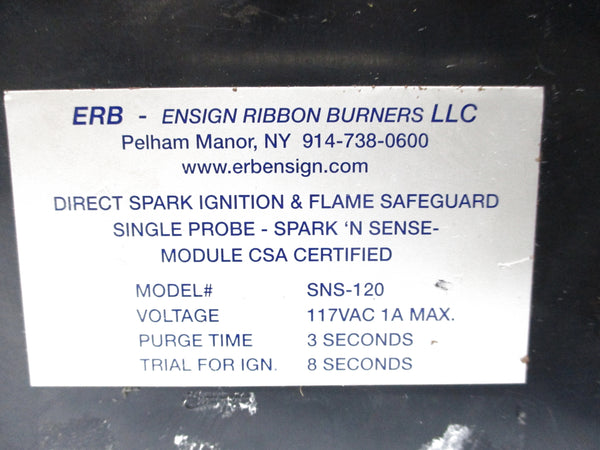 ERB - ENSIGN RIBBON BURNERS LLC
Pelham Manor, NY 914-738-0600
www.erbensign.com
DIRECT SPARK IGNITION & FLAME SAFEGUARD
SINGLE PROBE - SPARK 'N SENSE-
MODULE CSA CERTIFIED
MODEL# SNS-120
VOLTAGE 117VAC 1A MAX.
PURGE TIME 3 SECONDS
TRIAL FOR IGN. 8 SECONDS